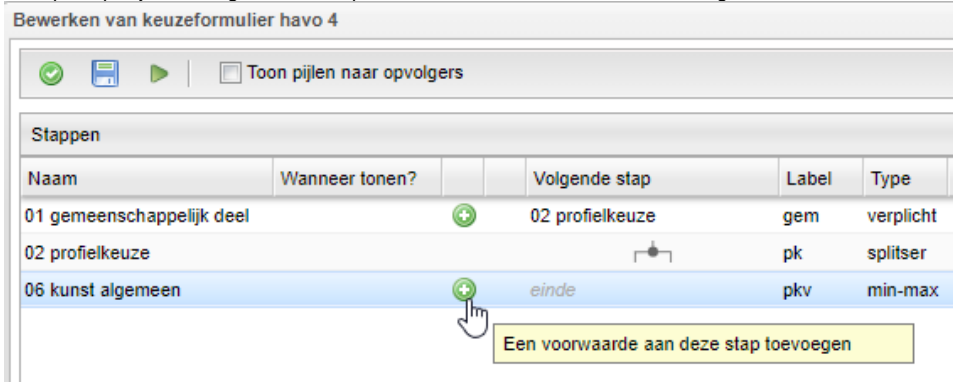 Bewerken van keuzeformulier havo 4
Toon pijlen naar opvolgers
Stappen
Naam Wanneer tonen? Volgende stap Label Type
01 gemeenschappelijk deel 02 profielkeuze gem verplicht
02 profielkeuze pk splitser
06 kunst algemeen einde pkv min-max
Een voorwaarde aan deze stap toevoegen